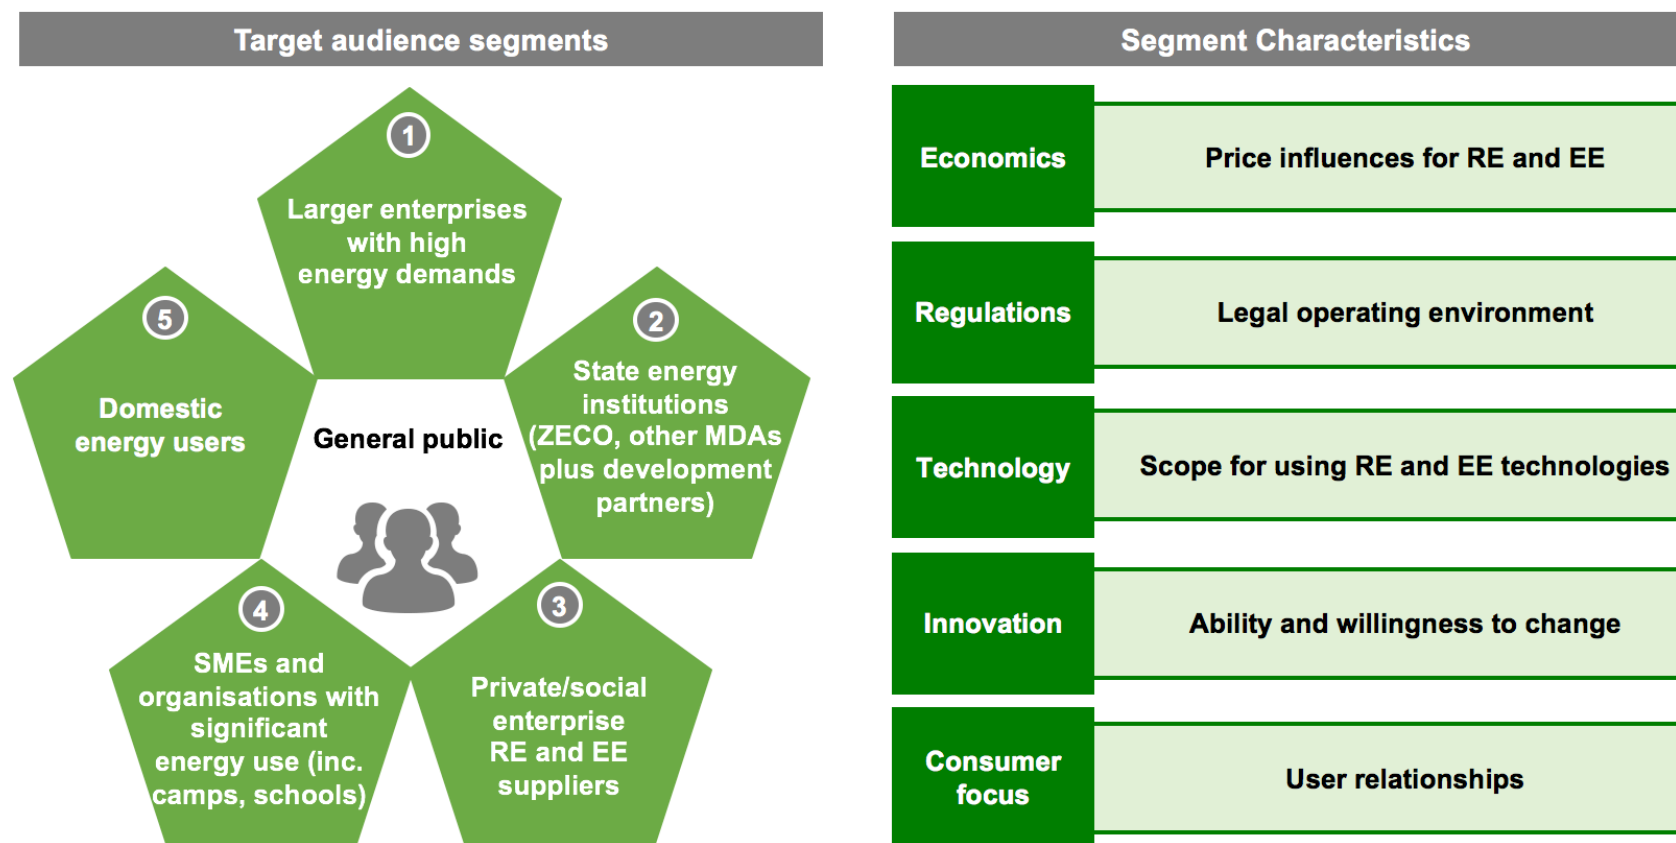 Target audience segments
1
Larger enterprises
with high
energy demands
2
State energy
institutions
(ZECO, other MDAs
plus development
partners)
3
Private/social
enterprise
RE and EE
suppliers
4
SMEs and
organisations with
significant
energy use (inc.
camps, schools)
5
Domestic
energy users
General public
Segment Characteristics
Economics
Price influences for RE and EE
Regulations
Legal operating environment
Technology
Scope for using RE and EE technologies
Innovation
Ability and willingness to change
Consumer
focus
User relationships